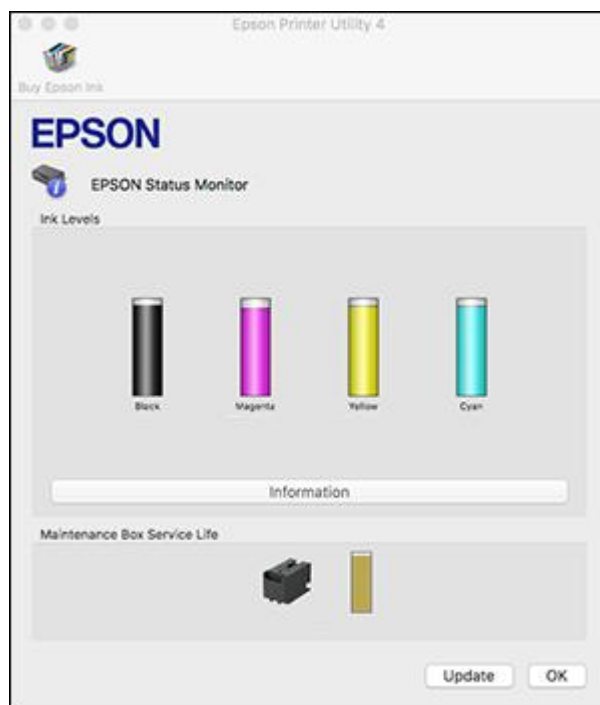 Epson Printer Utility 4
Buy Epson Ink
EPSON
EPSON Status Monitor
Ink Levels
Black
Magenta
Yellow
Cyan
Information
Maintenance Box Service Life
Update
OK